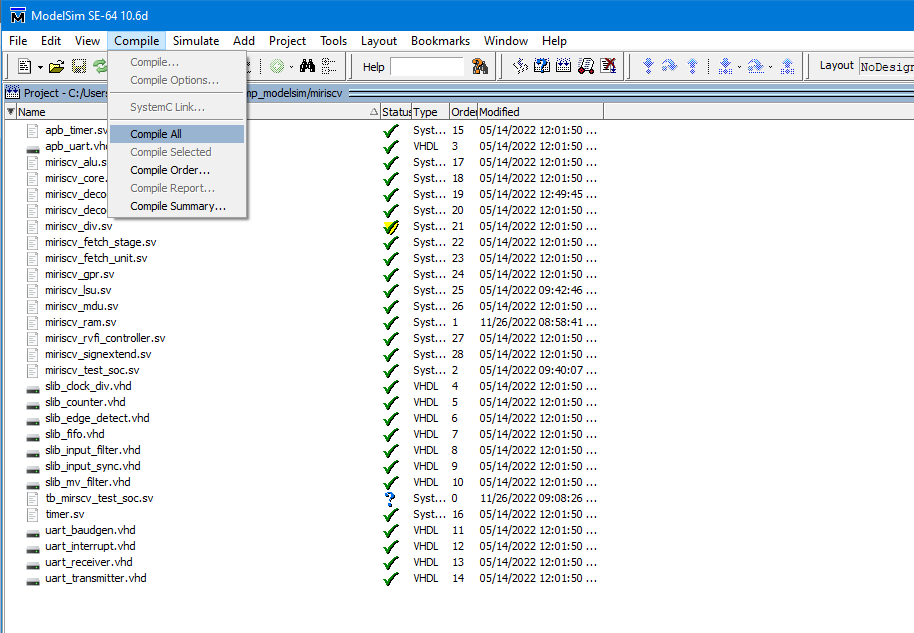 ModelSim SE-64 10.6d
File Edit View Compile Simulate Add Project Tools Layout Bookmarks Window Help
Compile...
Compile Options...
SystemC Link...
Compile All
Compile Selected
Compile Order...
Compile Report...
Compile Summary...
Help
Layout NoDesign
Project - C:/Users mp_modelsim/miriscv
Name Status Type Order Modified
apb_timer.sv Syst... 15 05/14/2022 12:01:50 ...
apb_uart.vhd VHDL 3 05/14/2022 12:01:50 ...
miriscv_alu.s Syst... 17 05/14/2022 12:01:50 ...
miriscv_core. Syst... 18 05/14/2022 12:01:50 ...
miriscv_deco Syst... 19 05/14/2022 12:49:45 ...
miriscv_deco Syst... 20 05/14/2022 12:01:50 ...
miriscv_div.sv Syst... 21 05/14/2022 12:01:50 ...
miriscv_fetch_stage.sv Syst... 22 05/14/2022 12:01:50 ...
miriscv_fetch_unit.sv Syst... 23 05/14/2022 12:01:50 ...
miriscv_gpr.sv Syst... 24 05/14/2022 12:01:50 ...
miriscv_lsu.sv Syst... 25 05/14/2022 09:42:46 ...
miriscv_mdu.sv Syst... 26 05/14/2022 12:01:50 ...
miriscv_ram.sv Syst... 1 11/26/2022 08:58:41 ...
miriscv_rvfi_controller.sv Syst... 27 05/14/2022 12:01:50 ...
miriscv_signextend.sv Syst... 28 05/14/2022 12:01:50 ...
miriscv_test_soc.sv Syst... 2 05/14/2022 09:40:07 ...
slib_clock_div.vhd VHDL 4 05/14/2022 12:01:50 ...
slib_counter.vhd VHDL 5 05/14/2022 12:01:50 ...
slib_edge_detect.vhd VHDL 6 05/14/2022 12:01:50 ...
slib_fifo.vhd VHDL 7 05/14/2022 12:01:50 ...
slib_input_filter.vhd VHDL 8 05/14/2022 12:01:50 ...
slib_input_sync.vhd VHDL 9 05/14/2022 12:01:50 ...
slib_mv_filter.vhd VHDL 10 05/14/2022 12:01:50 ...
tb_mirscv_test_soc.sv Syst... 0 11/26/2022 09:08:26 ...
timer.sv Syst... 16 05/14/2022 12:01:50 ...
uart_baudgen.vhd VHDL 11 05/14/2022 12:01:50 ...
uart_interrupt.vhd VHDL 12 05/14/2022 12:01:50 ...
uart_receiver.vhd VHDL 13 05/14/2022 12:01:50 ...
uart_transmitter.vhd VHDL 14 05/14/2022 12:01:50 ...